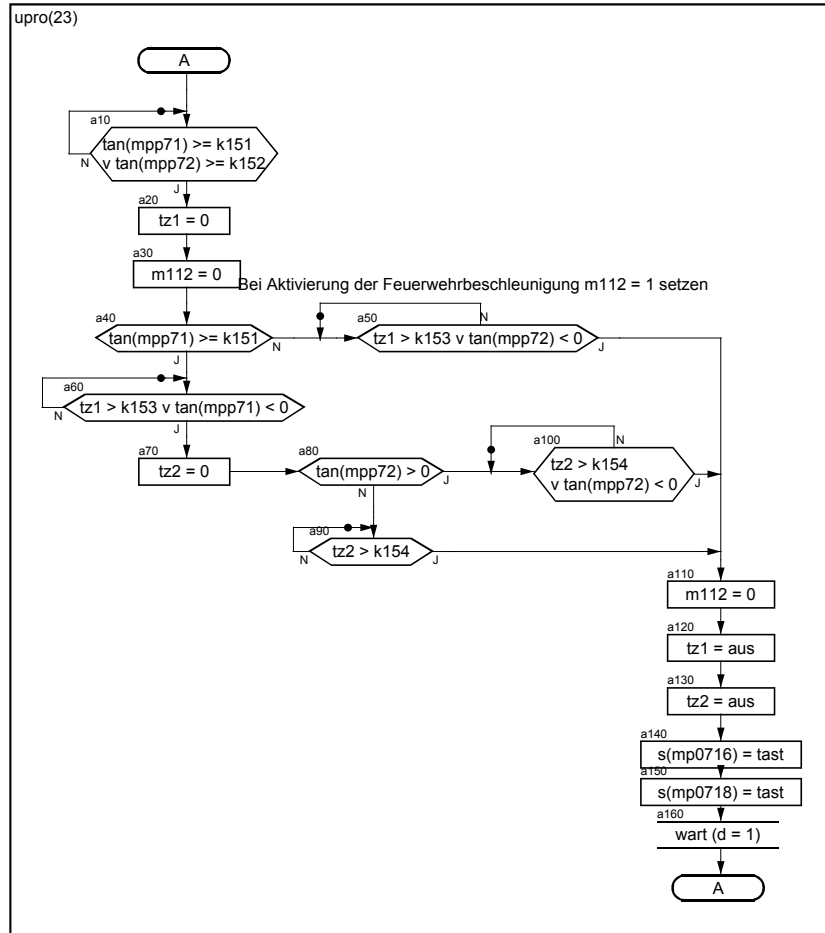 upro(23)
A
a10
tan(mpp71) >= k151
v tan(mpp72) >= k152
N
J
a20
tz1 = 0
a30
m112 = 0
Bei Aktivierung der Feuerwehrbeschleunigung m112 = 1 setzen
a40
tan(mpp71) >= k151
N
J
a50
N
tz1 > k153 v tan(mpp72) < 0
J
a60
tz1 > k153 v tan(mpp71) < 0
N
J
a70
tz2 = 0
a80
tan(mpp72) > 0
J
N
a100
N
tz2 > k154
v tan(mpp72) < 0
J
a90
tz2 > k154
N
J
a110
m112 = 0
a120
tz1 = aus
a130
tz2 = aus
a140
s(mp0716) = tast
a150
s(mp0718) = tast
a160
wart (d = 1)
A